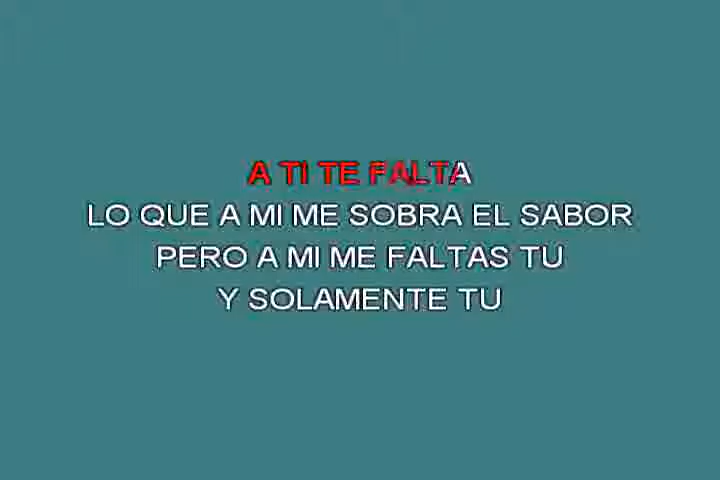 A TI TE FALTA
LO QUE A MI ME SOBRA EL SABOR
PERO A MI ME FALTAS TU
Y SOLAMENTE TU